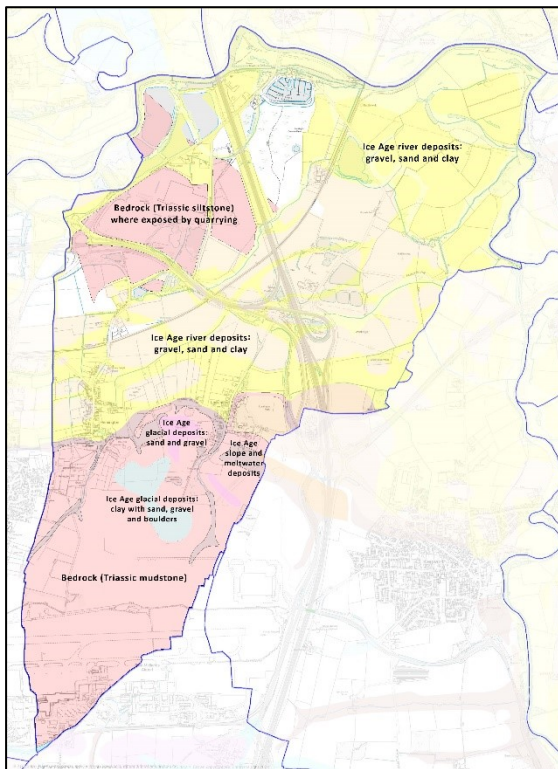 Ice Age river deposits:
gravel, sand and clay
Bedrock (Triassic siltstone)
where exposed by quarrying
Ice Age river deposits:
gravel, sand and clay
Ice Age
glacial deposits:
sand and gravel
Ice Age
slope and
meltwater
deposits
Ice Age glacial deposits:
clay with sand, gravel
and boulders
Bedrock (Triassic mudstone)